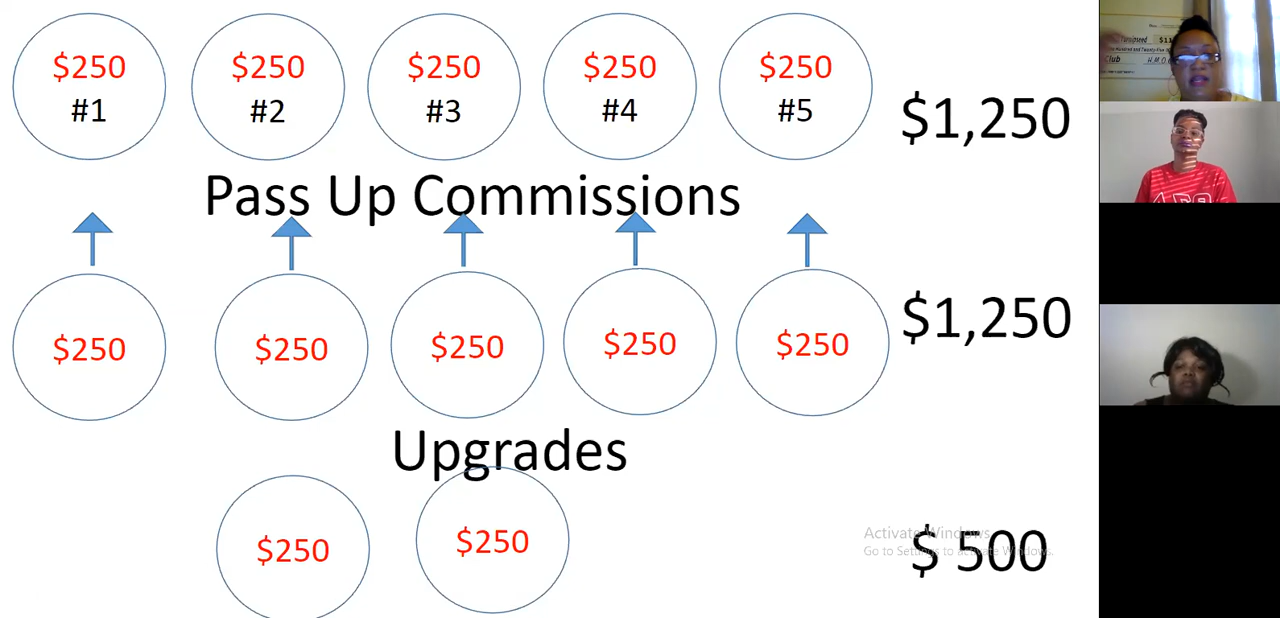 $250 $250 $250 $250 $250
#1 #2 #3 #4 #5
$1,250
Pass Up Commissions
$250 $250 $250 $250 $250
$1,250
Upgrades
$250 $250
$ 500
Activate Windows
Go to Settings to activate Windows.
Club
H.M.O.